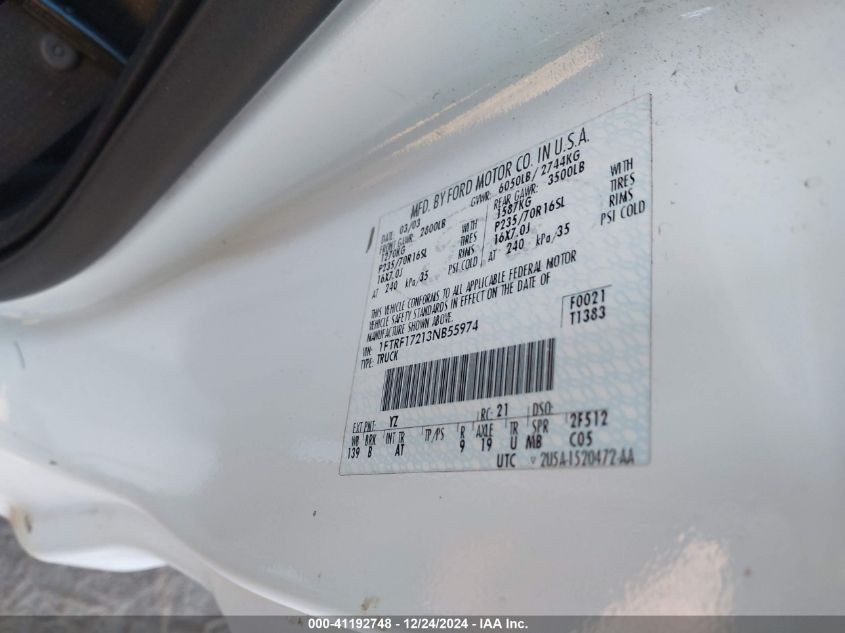 MFD. BY FORD MOTOR CO. IN U.S.A.
DATE: 03/03 GVWR: 6050LB/ 2744KG
FRONT GAWR: 2600LB REAR GAWR: 3500LB
1587KG
P235/70R16SL WITH TIRES P235/70R16SL WITH TIRES
16X7.0J RIMS 16X7.0J RIMS
AT 240 kPa/35 PSI COLD AT 240 kPa/35 PSI COLD
THIS VEHICLE CONFORMS TO ALL APPLICABLE FEDERAL MOTOR
VEHICLE SAFETY STANDARDS IN EFFECT ON THE DATE OF
MANUFACTURE SHOWN ABOVE.
VIN: 1FTRF17213NB55974 F0021
TYPE: TRUCK T1383
EXT PNT: YZ RC: 21 DSO:
WB BRK INT TR TP/PS R AXLE TR SPR 2F512
139 B AT 9 19 U MB C05
UTC ▽ 2U5A-1520472-AA
000-41192748 - 12/24/2024 - IAA Inc.